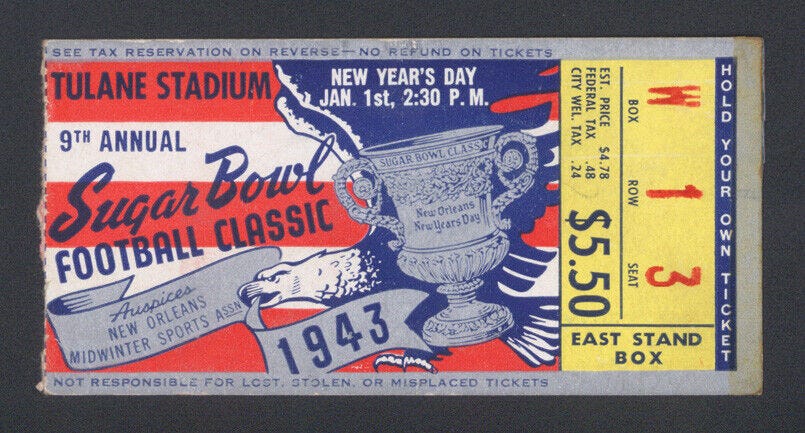 SEE TAX RESERVATION ON REVERSE—NO REFUND ON TICKETS
TULANE STADIUM
NEW YEAR'S DAY
JAN. 1st, 2:30 P.M.
9TH ANNUAL
Sugar Bowl
FOOTBALL CLASSIC
SUGAR BOWL CLASSIC
New Orleans
New Years Day
Auspices
NEW ORLEANS
MIDWINTER SPORTS ASSN.
1943
NOT RESPONSIBLE FOR LOST, STOLEN, OR MISPLACED TICKETS
EST. PRICE $4.78
FEDERAL TAX .48
CITY WEL. TAX .24
$5.50
W BOX
1 ROW
3 SEAT
EAST STAND
BOX
HOLD YOUR OWN TICKET